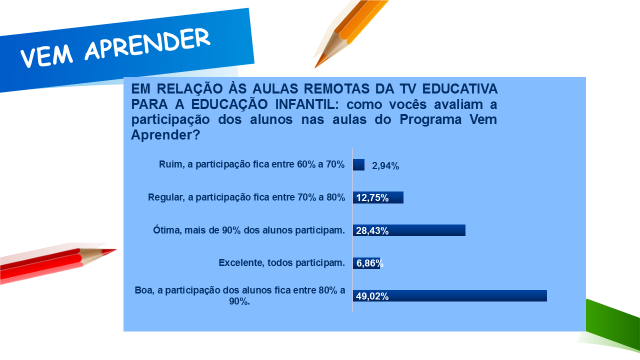 VEM APRENDER
EM RELAÇÃO ÀS AULAS REMOTAS DA TV EDUCATIVA
PARA A EDUCAÇÃO INFANTIL: como vocês avaliam a
participação dos alunos nas aulas do Programa Vem
Aprender?
Ruim, a participação fica entre 60% a 70% 2,94%
Regular, a participação fica entre 70% a 80% 12,75%
Ótima, mais de 90% dos alunos participam. 28,43%
Excelente, todos participam. 6,86%
Boa, a participação dos alunos fica entre 80% a
90%. 49,02%